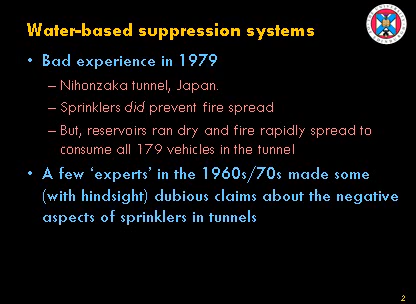 Water-based suppression systems
• Bad experience in 1979
– Nihonzaka tunnel, Japan.
– Sprinklers did prevent fire spread
– But, reservoirs ran dry and fire rapidly spread to
consume all 179 vehicles in the tunnel
• A few ‘experts’ in the 1960s/70s made some
(with hindsight) dubious claims about the negative
aspects of sprinklers in tunnels
2